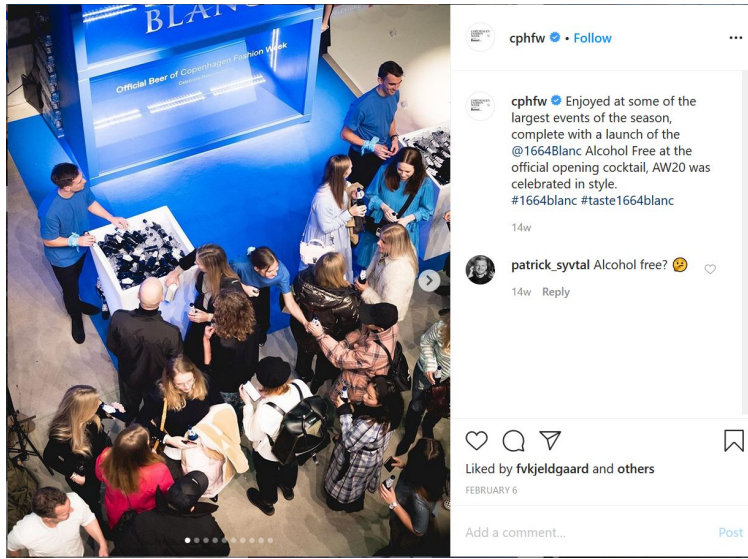 BLANC
Official Beer of Copenhagen Fashion Week
cphfw • Follow
cphfw Enjoyed at some of the
largest events of the season,
complete with a launch of the
@1664Blanc Alcohol Free at the
official opening cocktail, AW20 was
celebrated in style.
#1664blanc #taste1664blanc
14w
patrick_syvtal Alcohol free? 🤔
14w Reply
Liked by fvkjeldgaard and others
FEBRUARY 6
Add a comment...
Post